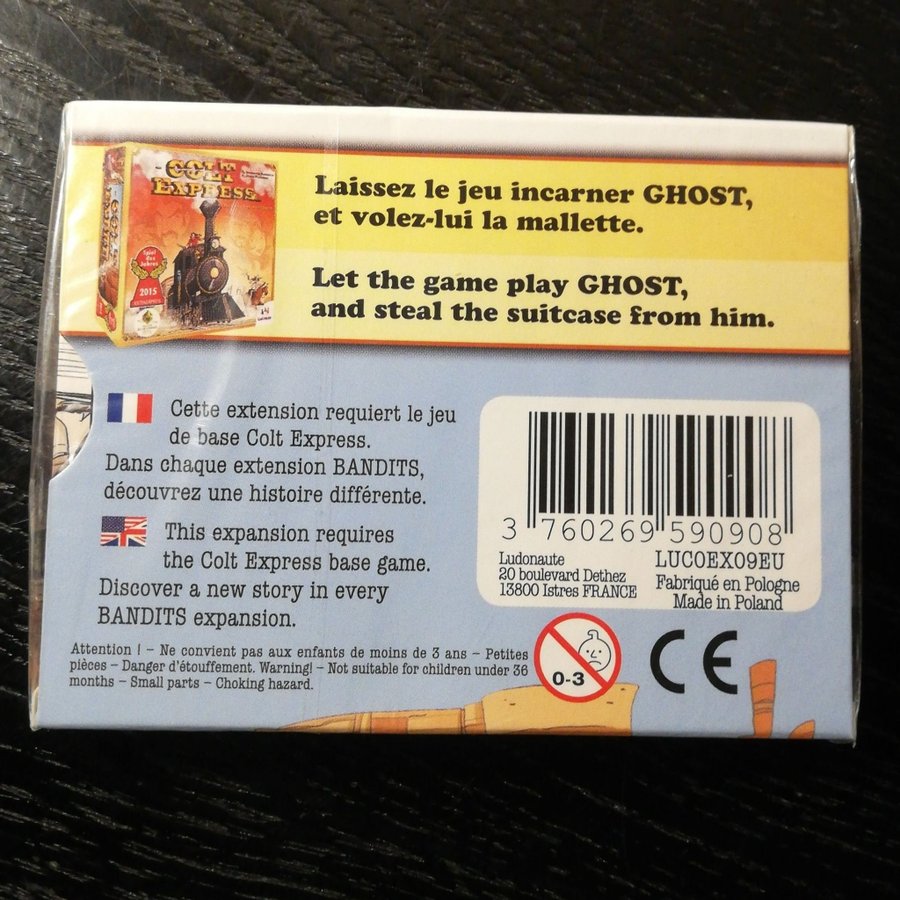 COLT
EXPRESS
Spiel
des
Jahres
2015
Laissez le jeu incarner GHOST,
et volez-lui la mallette.
Let the game play GHOST,
and steal the suitcase from him.
Cette extension requiert le jeu
de base Colt Express.
Dans chaque extension BANDITS,
découvrez une histoire différente.
This expansion requires
the Colt Express base game.
Discover a new story in every
BANDITS expansion.
3 760269 590908
Ludonaute
20 boulevard Dethez
13800 Istres FRANCE
LUC0EX09EU
Fabriqué en Pologne
Made in Poland
Attention ! – Ne convient pas aux enfants de moins de 3 ans – Petites
pièces – Danger d'étouffement. Warning! – Not suitable for children under 36
months – Small parts – Choking hazard.
0-3
CE